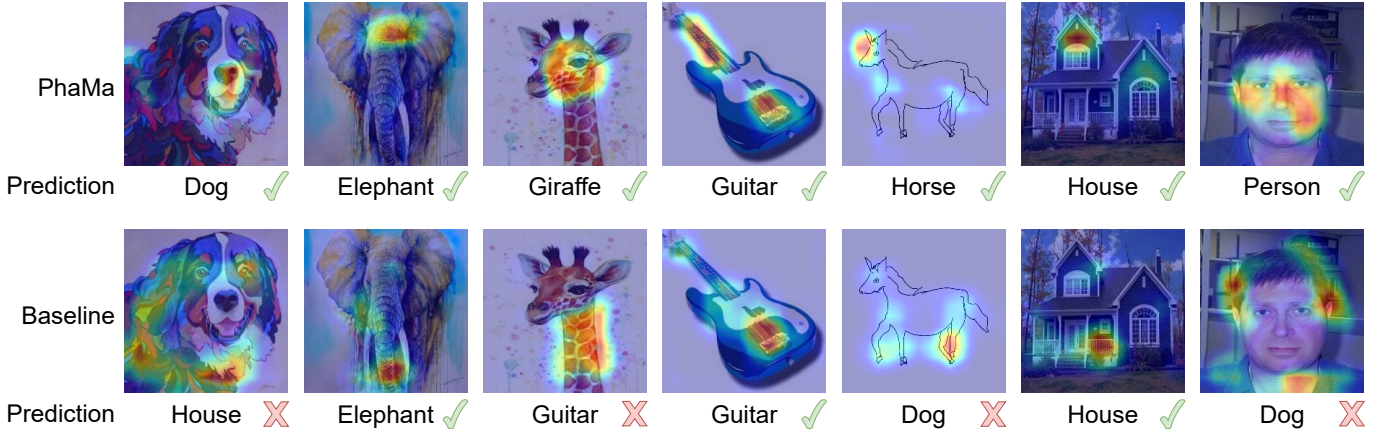 PhaMa
Prediction Dog Elephant Giraffe Guitar Horse House Person
Baseline
Prediction House Elephant Guitar Guitar Dog House Dog